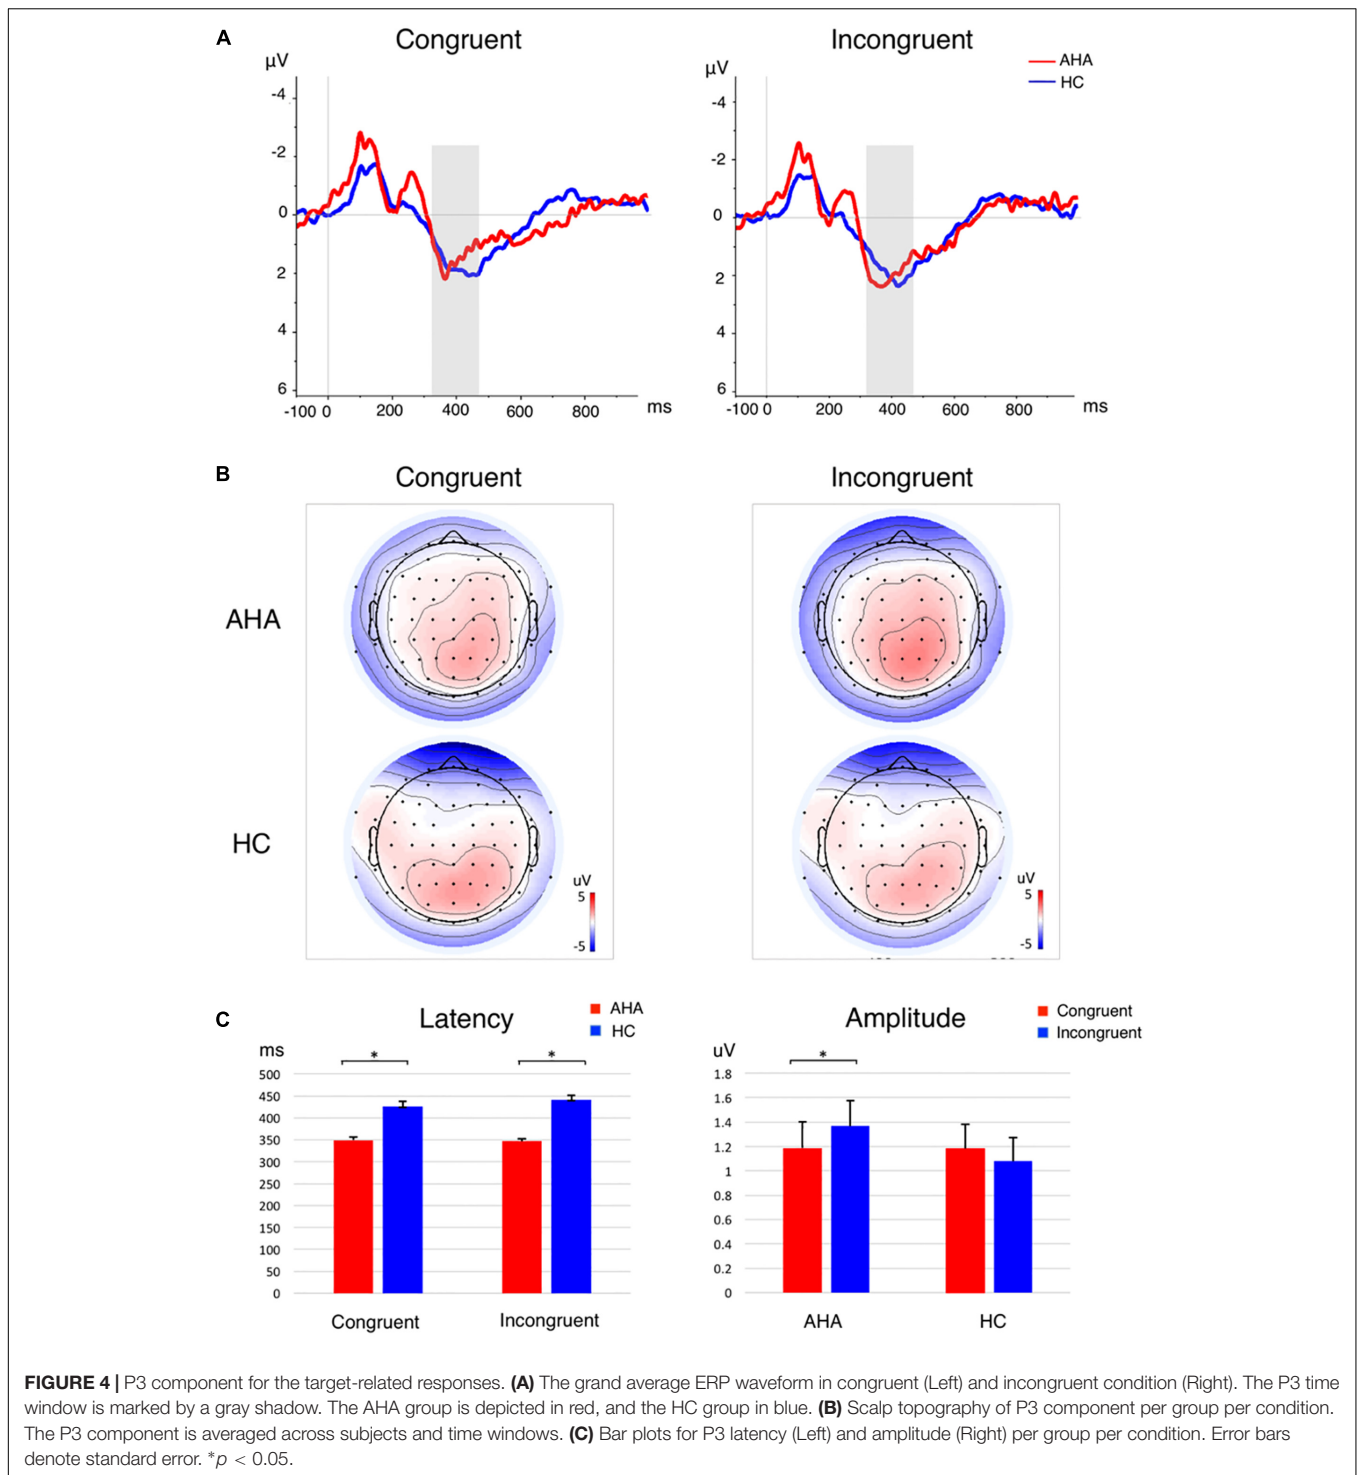 A
Congruent
Incongruent
µV
-4
-2
0
2
4
6
-100 0 200 400 600 800 ms
µV
-4
-2
0
2
4
6
-100 0 200 400 600 800 ms
AHA
HC
B
Congruent
Incongruent
AHA
HC
uV
5
-5
uV
5
-5
C
Latency
AHA
HC
ms
500
450
400
350
300
250
200
150
100
50
0
*
*
Congruent Incongruent
Amplitude
Congruent
Incongruent
uV
1.8
1.6
1.4
1.2
1
0.8
0.6
0.4
0.2
0
*
AHA HC
FIGURE 4 | P3 component for the target-related responses. (A) The grand average ERP waveform in congruent (Left) and incongruent condition (Right). The P3 time
window is marked by a gray shadow. The AHA group is depicted in red, and the HC group in blue. (B) Scalp topography of P3 component per group per condition.
The P3 component is averaged across subjects and time windows. (C) Bar plots for P3 latency (Left) and amplitude (Right) per group per condition. Error bars
denote standard error. *p < 0.05.